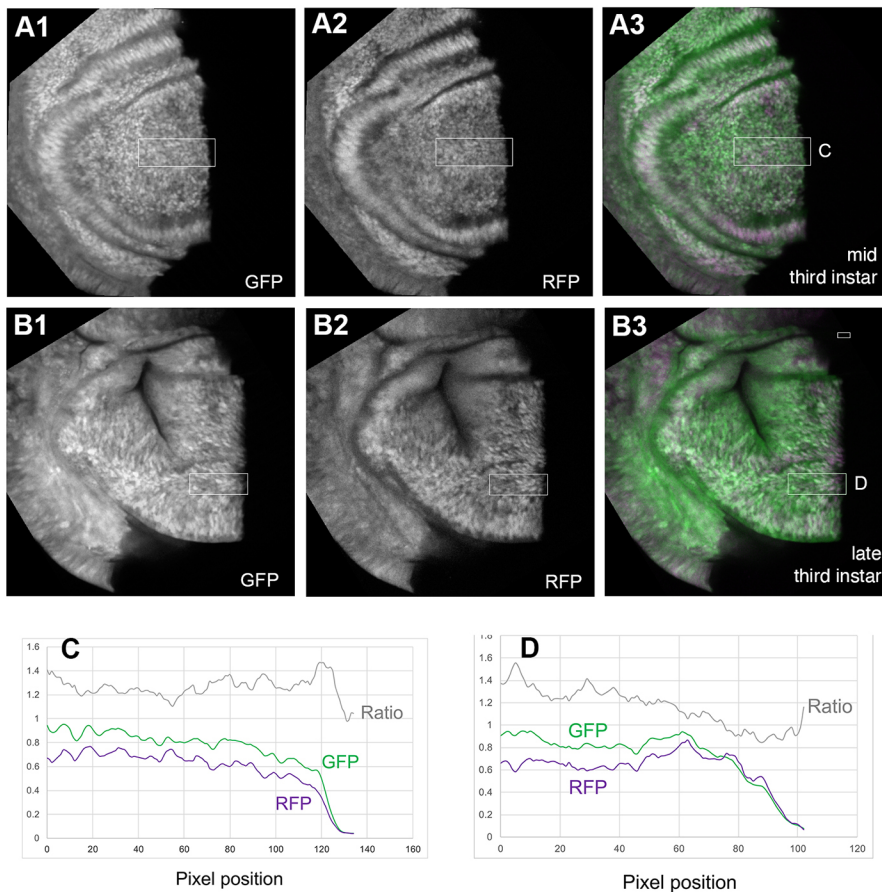 A1
GFP
A2
RFP
A3
C
mid
third instar
B1
GFP
B2
RFP
B3
D
late
third instar
C
1.6
1.4
1.2
1
0.8
0.6
0.4
0.2
0
Ratio
GFP
RFP
0 20 40 60 80 100 120 140 160
Pixel position
D
1.8
1.6
1.4
1.2
1
0.8
0.6
0.4
0.2
0
Ratio
GFP
RFP
0 20 40 60 80 100 120
Pixel position